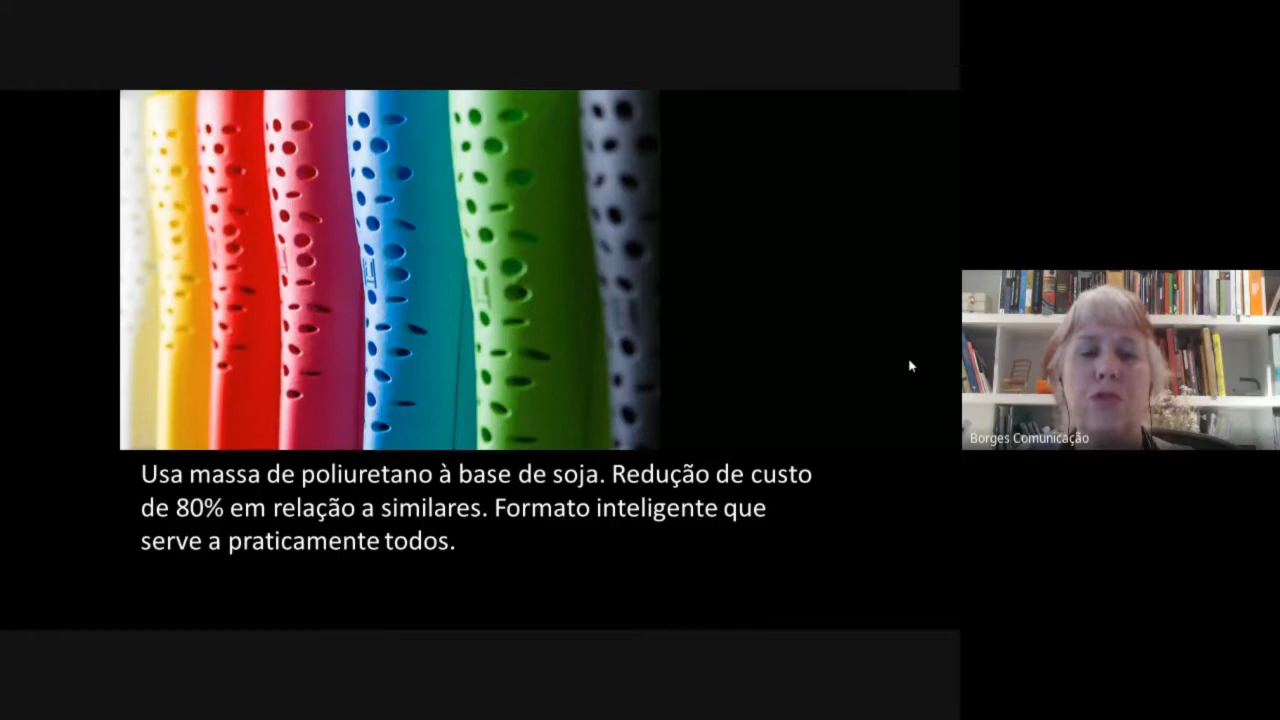 Usa massa de poliuretano à base de soja. Redução de custo
de 80% em relação a similares. Formato inteligente que
serve a praticamente todos.
Borges Comunicação